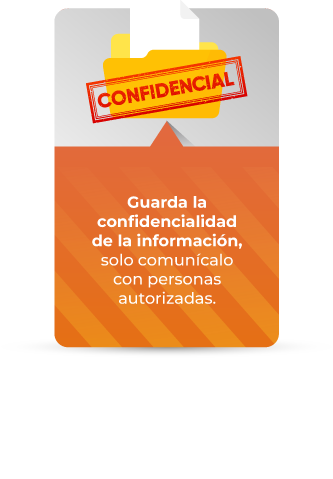 CONFIDENCIAL
Guarda la
confidencialidad
de la información,
solo comunícalo
con personas
autorizadas.